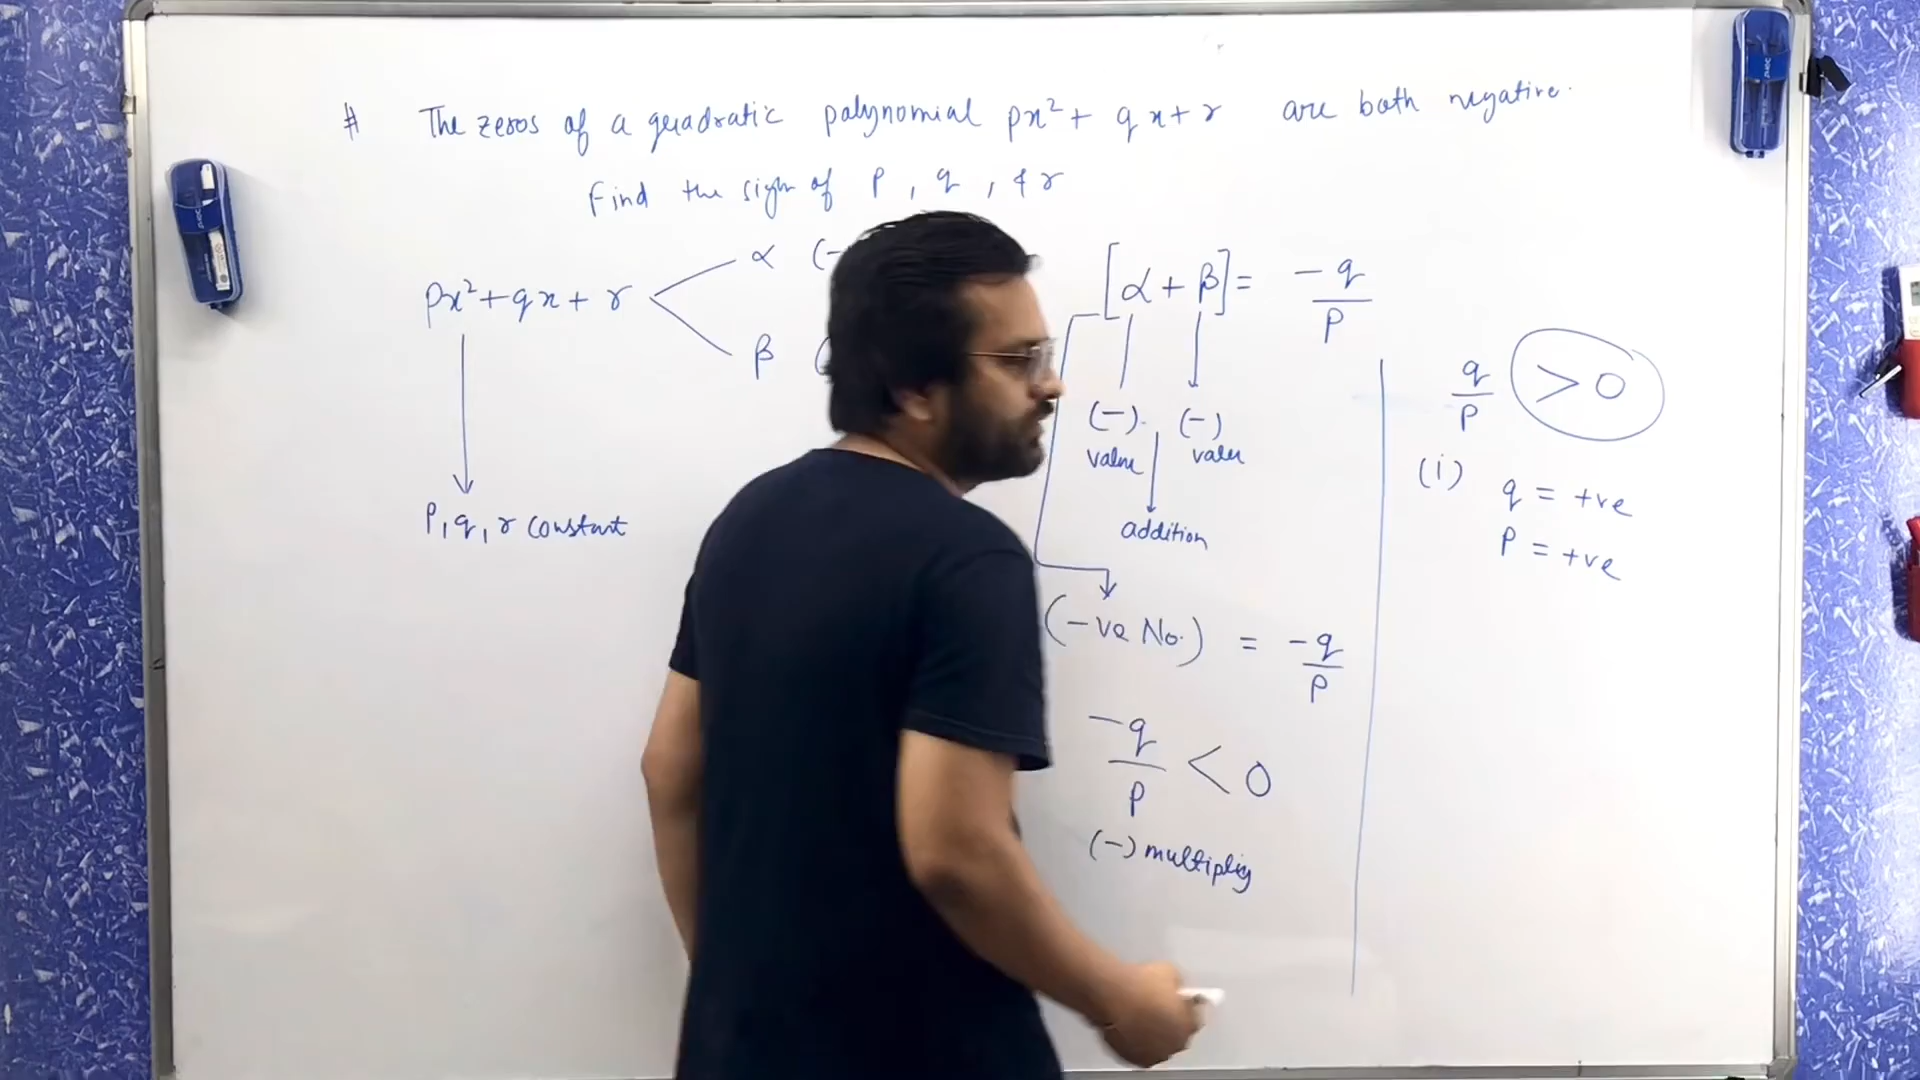 # The zeros of a quadratic polynomial px² + qx + r are both negative.
Find the sign of P, q, & r
px² + qx + r
α (-
β (
P, q, r constant
[α + β] = -q/P
(-) (-)
value value
addition
(-ve No.) = -q/P
-q/P < 0
(-) multiplig
q/P > 0
(i) q = +ve
P = +ve